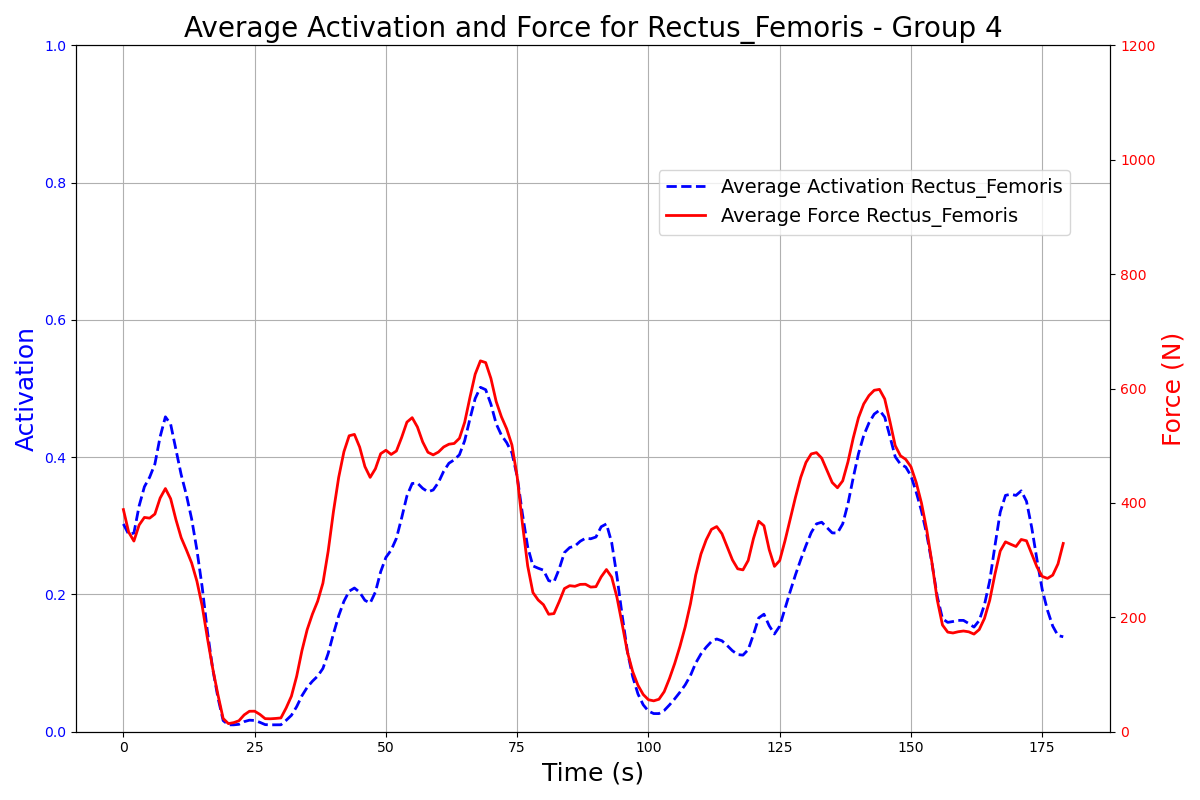 Average Activation and Force for Rectus_Femoris - Group 4
1.0
0.8
0.6
0.4
0.2
0.0
Activation
Average Activation Rectus_Femoris
Average Force Rectus_Femoris
1200
1000
800
600
400
200
0
Force (N)
0 25 50 75 100 125 150 175
Time (s)